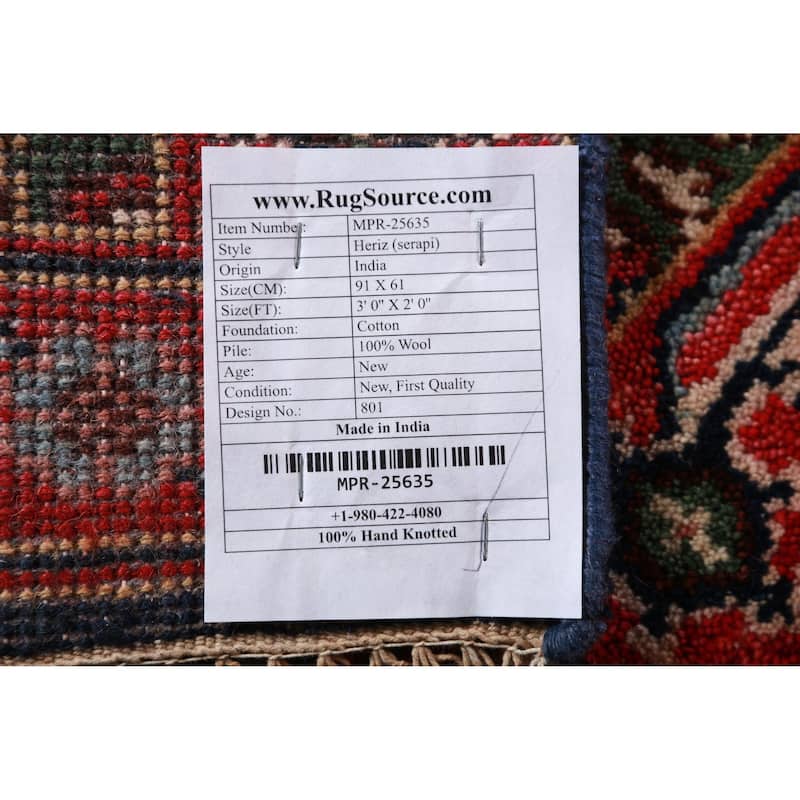 www.RugSource.com
Item Number: MPR-25635
Style Heriz (serapi)
Origin India
Size(CM): 91 X 61
Size(FT): 3' 0" X 2' 0"
Foundation: Cotton
Pile: 100% Wool
Age: New
Condition: New, First Quality
Design No.: 801
Made in India
MPR-25635
+1-980-422-4080
100% Hand Knotted